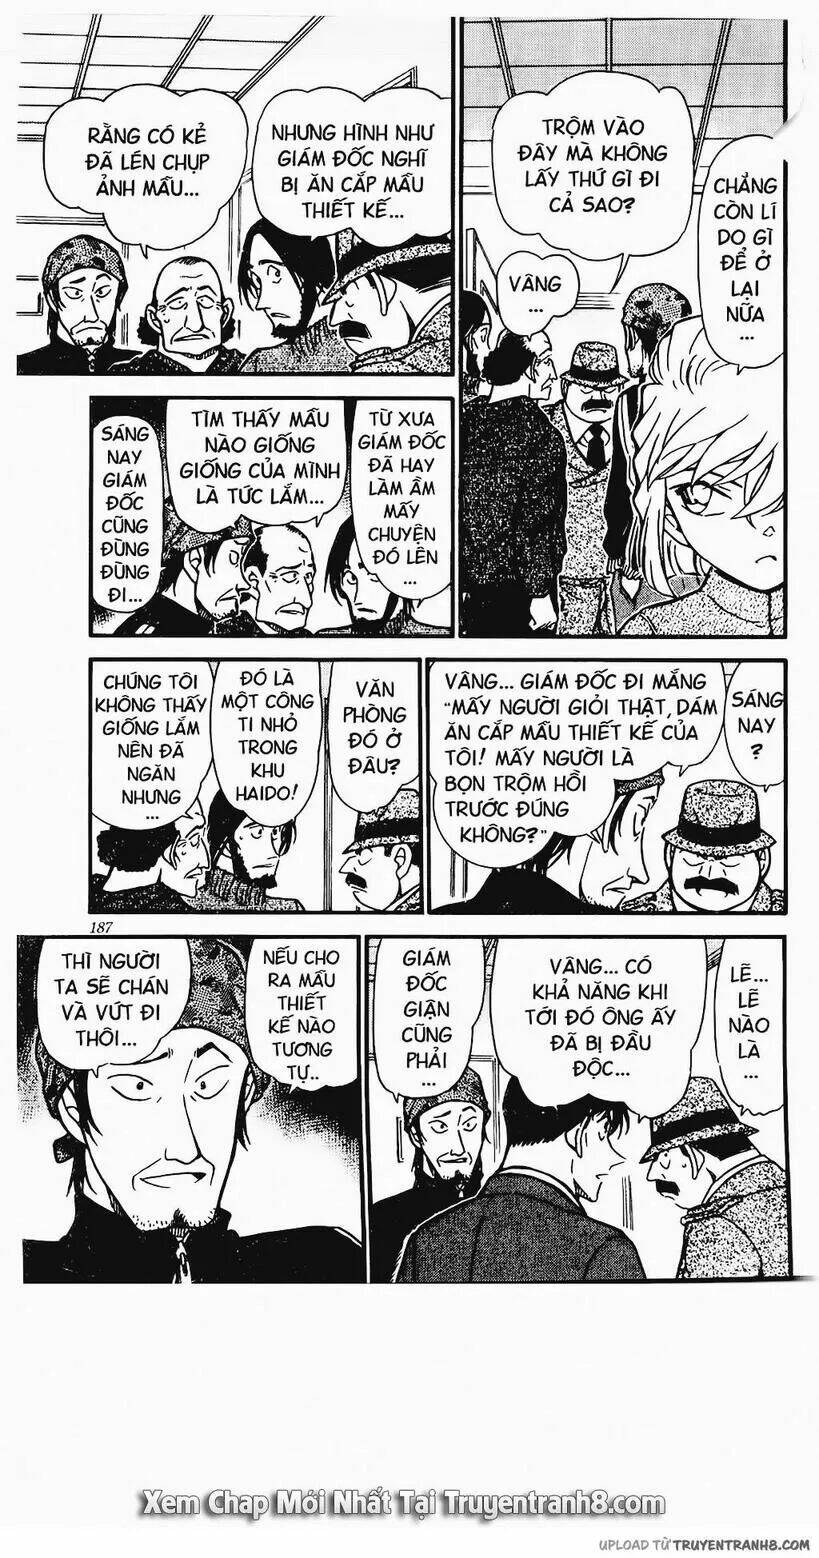 CHẲNG
CÒN LÍ
DO GÌ
ĐỂ Ở
LẠI
NỮA
...
TRỘM VÀO
ĐÂY MÀ KHÔNG
LẤY THỨ GÌ ĐI
CẢ SAO?
VÂNG
...
NHƯNG HÌNH NHƯ
GIÁM ĐỐC NGHĨ
BỊ ĂN CẮP MẪU
THIẾT KẾ...
RẰNG CÓ KẺ
ĐÃ LÉN CHỤP
ẢNH MẪU...
TỪ XƯA
GIÁM ĐỐC
ĐÃ HAY
LÀM ẦM
MẤY
CHUYỆN
ĐÓ LÊN
...
TÌM THẤY MẪU
NÀO GIỐNG
GIỐNG CỦA MÌNH
LÀ TỨC LẮM...
SÁNG
NAY
GIÁM
ĐỐC
CŨNG
ĐÙNG
ĐÙNG
ĐI...
SÁNG
NAY
?
VÂNG... GIÁM ĐỐC ĐI MẮNG
"MẤY NGƯỜI GIỎI THẬT, DÁM
ĂN CẮP MẪU THIẾT KẾ CỦA
TÔI! MẤY NGƯỜI LÀ
BỌN TRỘM HỒI
TRƯỚC ĐÚNG
KHÔNG?"
VĂN
PHÒNG
ĐÓ Ở
ĐÂU?
ĐÓ LÀ
MỘT CÔNG
TI NHỎ
TRONG
KHU
HAIDO!
CHÚNG TÔI
KHÔNG THẤY
GIỐNG LẮM
NÊN ĐÃ
NGĂN
NHƯNG
...
187
LẼ...
LẼ
NÀO
LÀ
...
VÂNG... CÓ
KHẢ NĂNG KHI
TỚI ĐÓ ÔNG ẤY
ĐÃ BỊ ĐẦU
ĐỘC...
GIÁM
ĐỐC
GIẬN
CŨNG
PHẢI
...
NẾU CHO
RA MẪU
THIẾT
KẾ NÀO
TƯƠNG
TỰ..
THÌ NGƯỜI
TA SẼ CHÁN
VÀ VỨT ĐI
THÔI...
Xem Chap Mới Nhất Tại Truyentranh8.com
UPLOAD TỪ TRUYENTRANH8.COM